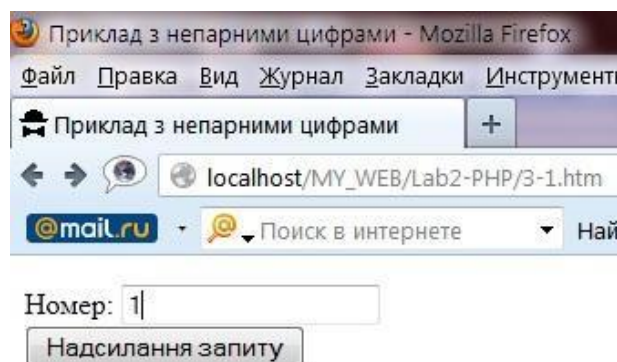 Приклад з непарними цифрами - Mozilla Firefox
Файл Правка Вид Журнал Закладки Инструмент
Приклад з непарними цифрами +
localhost/MY_WEB/Lab2-PHP/3-1.htm
@mail.ru Поиск в интернете Най
Номер: 1
Надсилання запиту